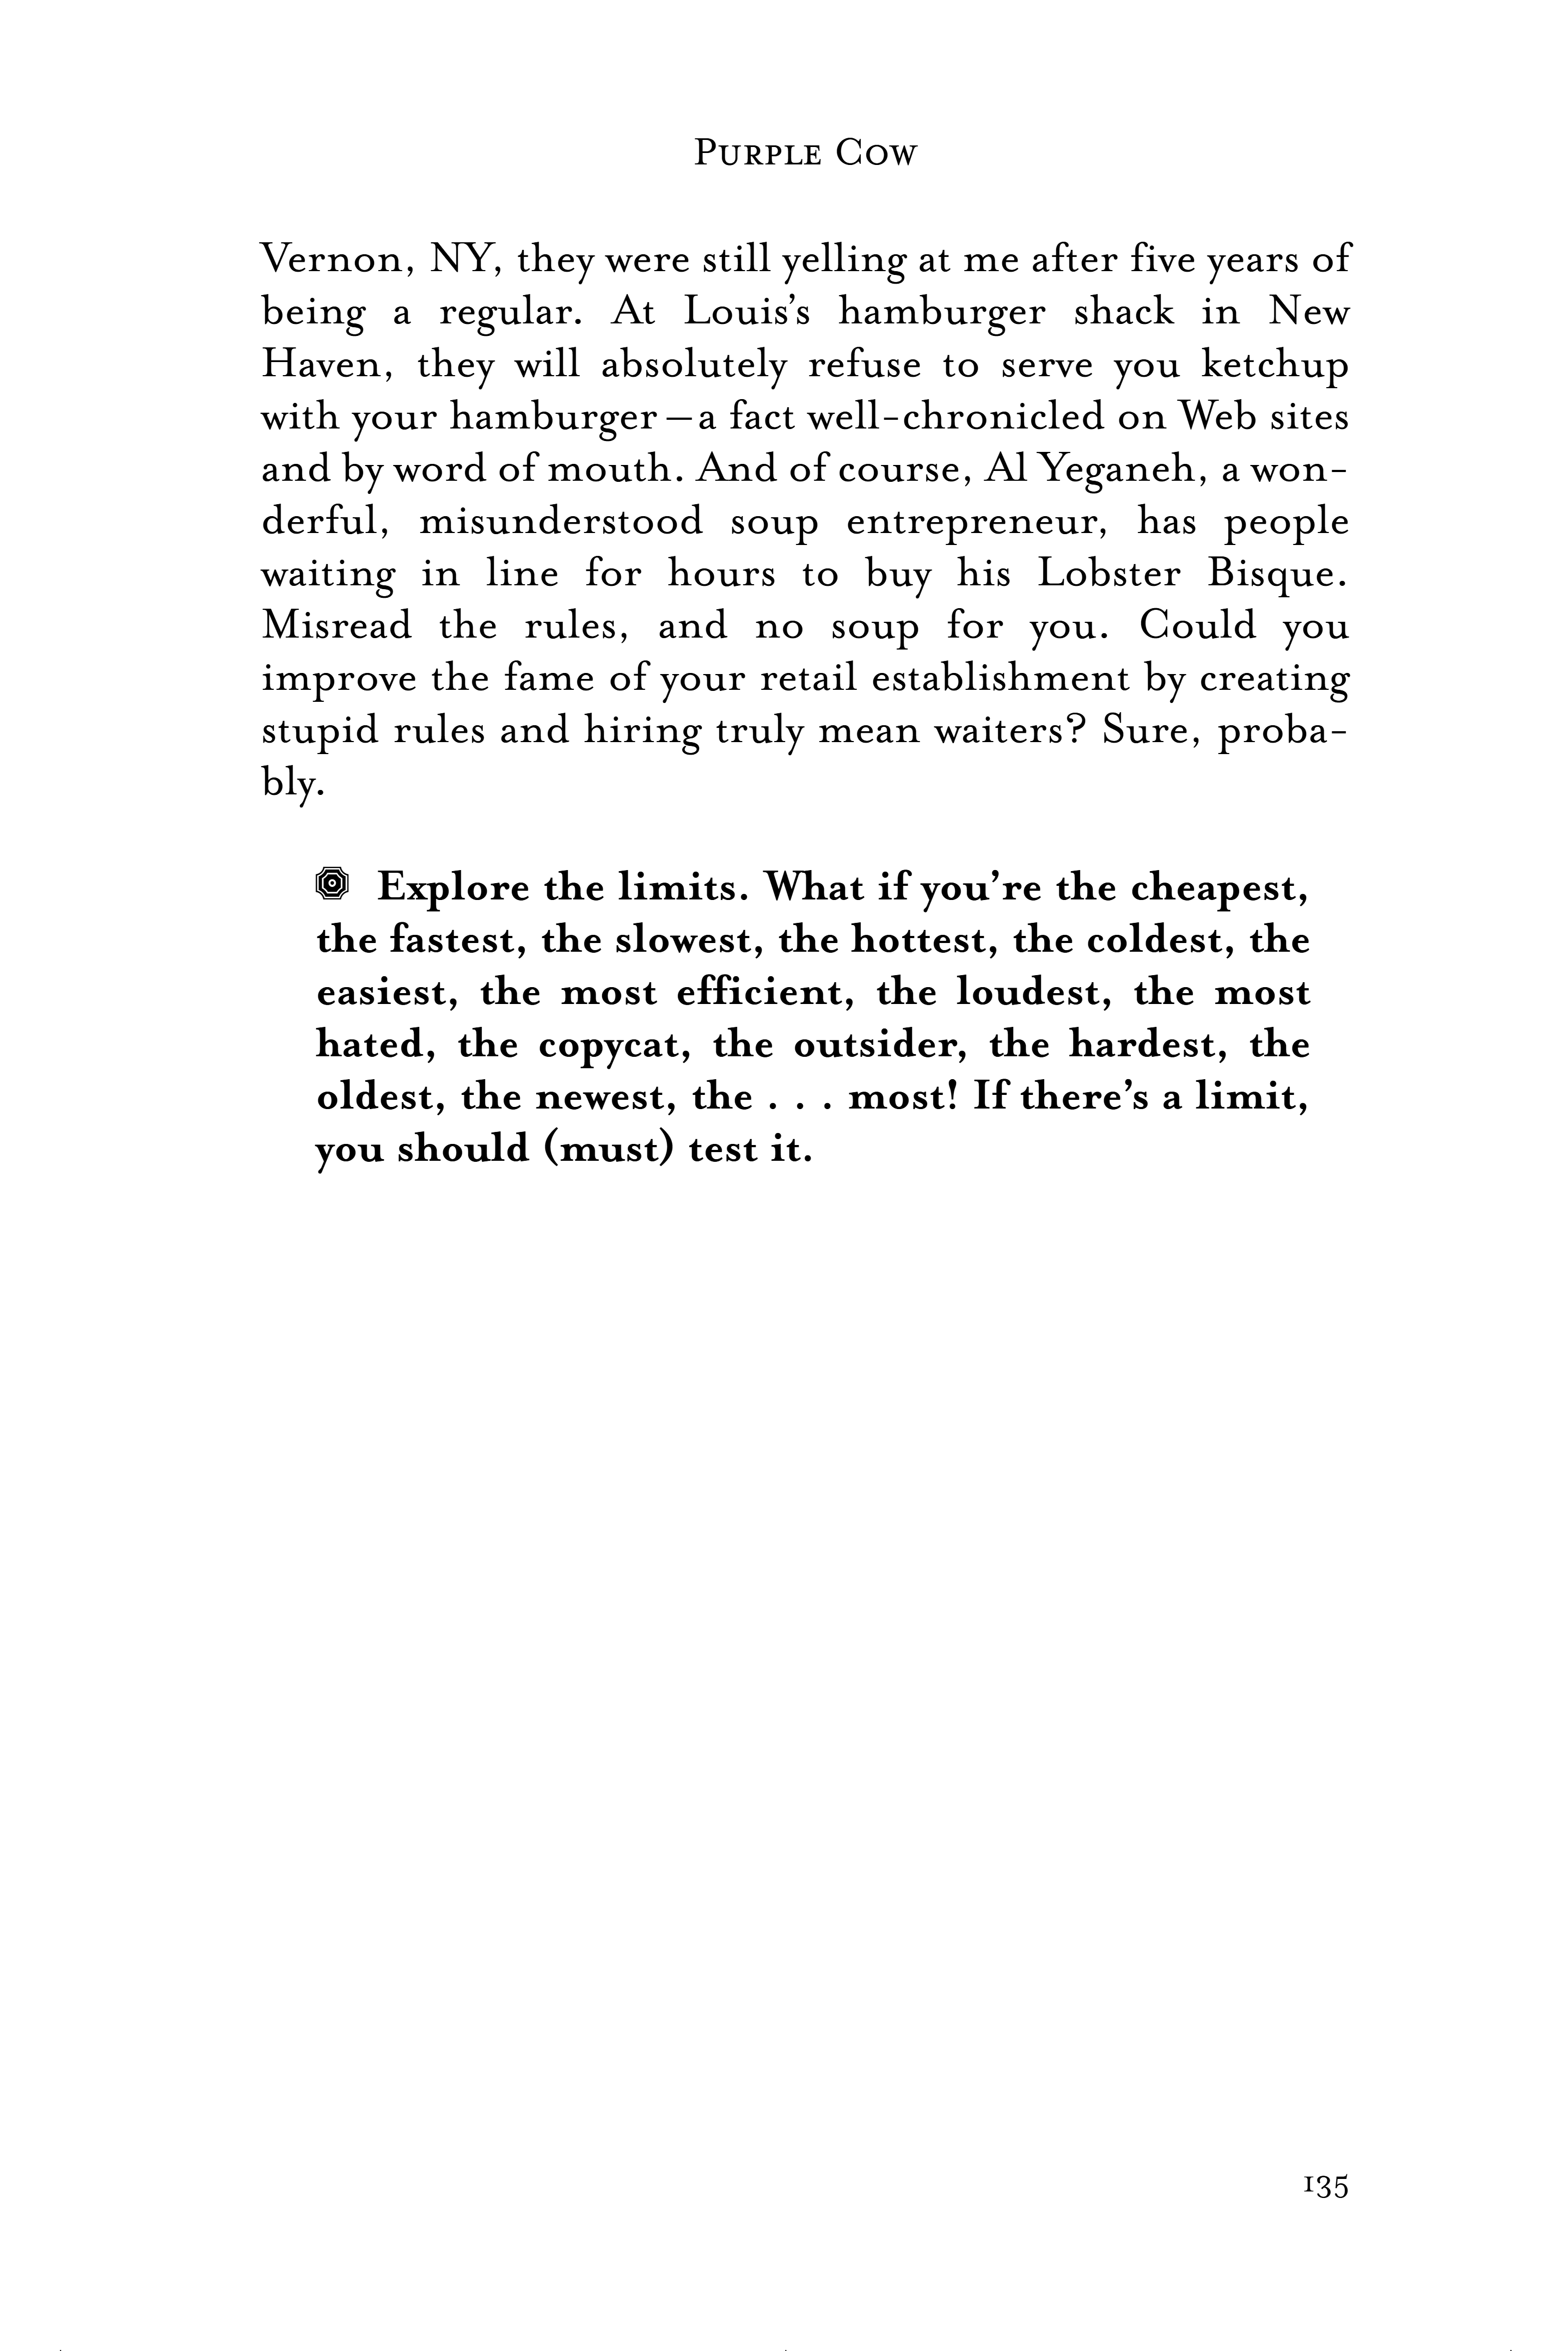 Purple Cow
Vernon, NY, they were still yelling at me after five years of
being a regular. At Louis’s hamburger shack in New
Haven, they will absolutely refuse to serve you ketchup
with your hamburger—a fact well-chronicled on Web sites
and by word of mouth. And of course, Al Yeganeh, a won-
derful, misunderstood soup entrepreneur, has people
waiting in line for hours to buy his Lobster Bisque.
Misread the rules, and no soup for you. Could you
improve the fame of your retail establishment by creating
stupid rules and hiring truly mean waiters? Sure, proba-
bly.
Explore the limits. What if you’re the cheapest,
the fastest, the slowest, the hottest, the coldest, the
easiest, the most efficient, the loudest, the most
hated, the copycat, the outsider, the hardest, the
oldest, the newest, the . . . most! If there’s a limit,
you should (must) test it.
135